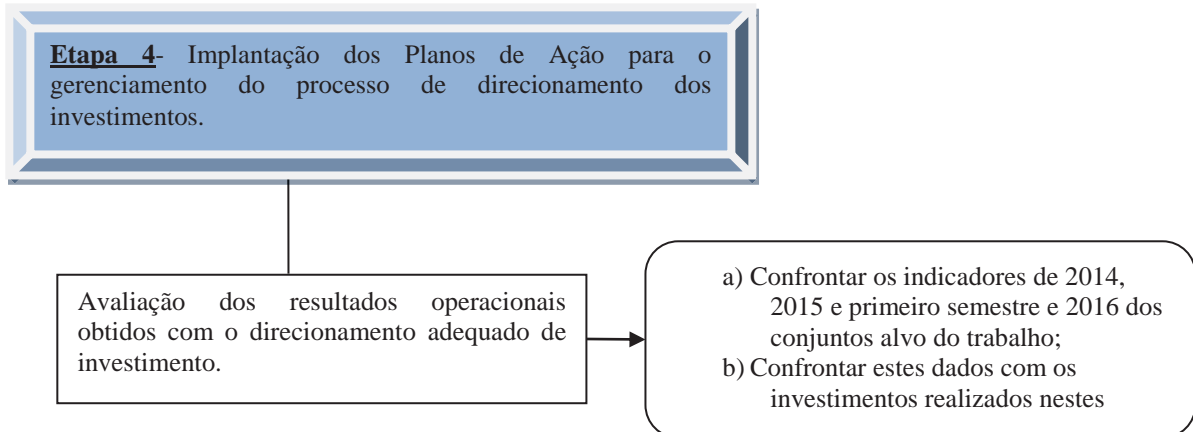 Etapa 4- Implantação dos Planos de Ação para o
gerenciamento do processo de direcionamento dos
investimentos.
Avaliação dos resultados operacionais
obtidos com o direcionamento adequado de
investimento.
a) Confrontar os indicadores de 2014,
2015 e primeiro semestre e 2016 dos
conjuntos alvo do trabalho;
b) Confrontar estes dados com os
investimentos realizados nestes